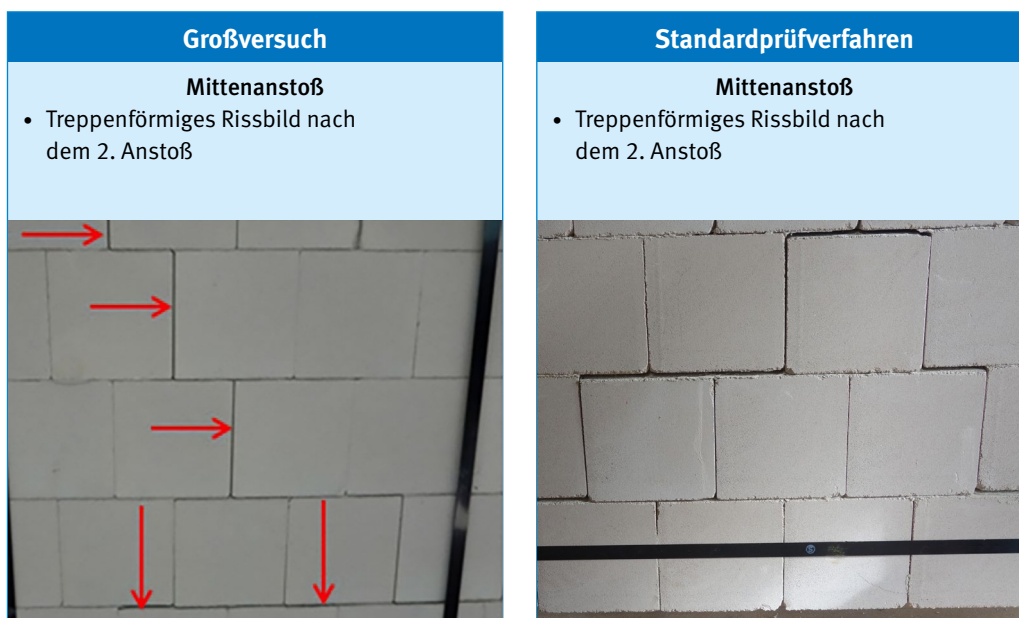 Großversuch
Mittenanstoß
• Treppenförmiges Rissbild nach
dem 2. Anstoß
Standardprüfverfahren
Mittenanstoß
• Treppenförmiges Rissbild nach
dem 2. Anstoß